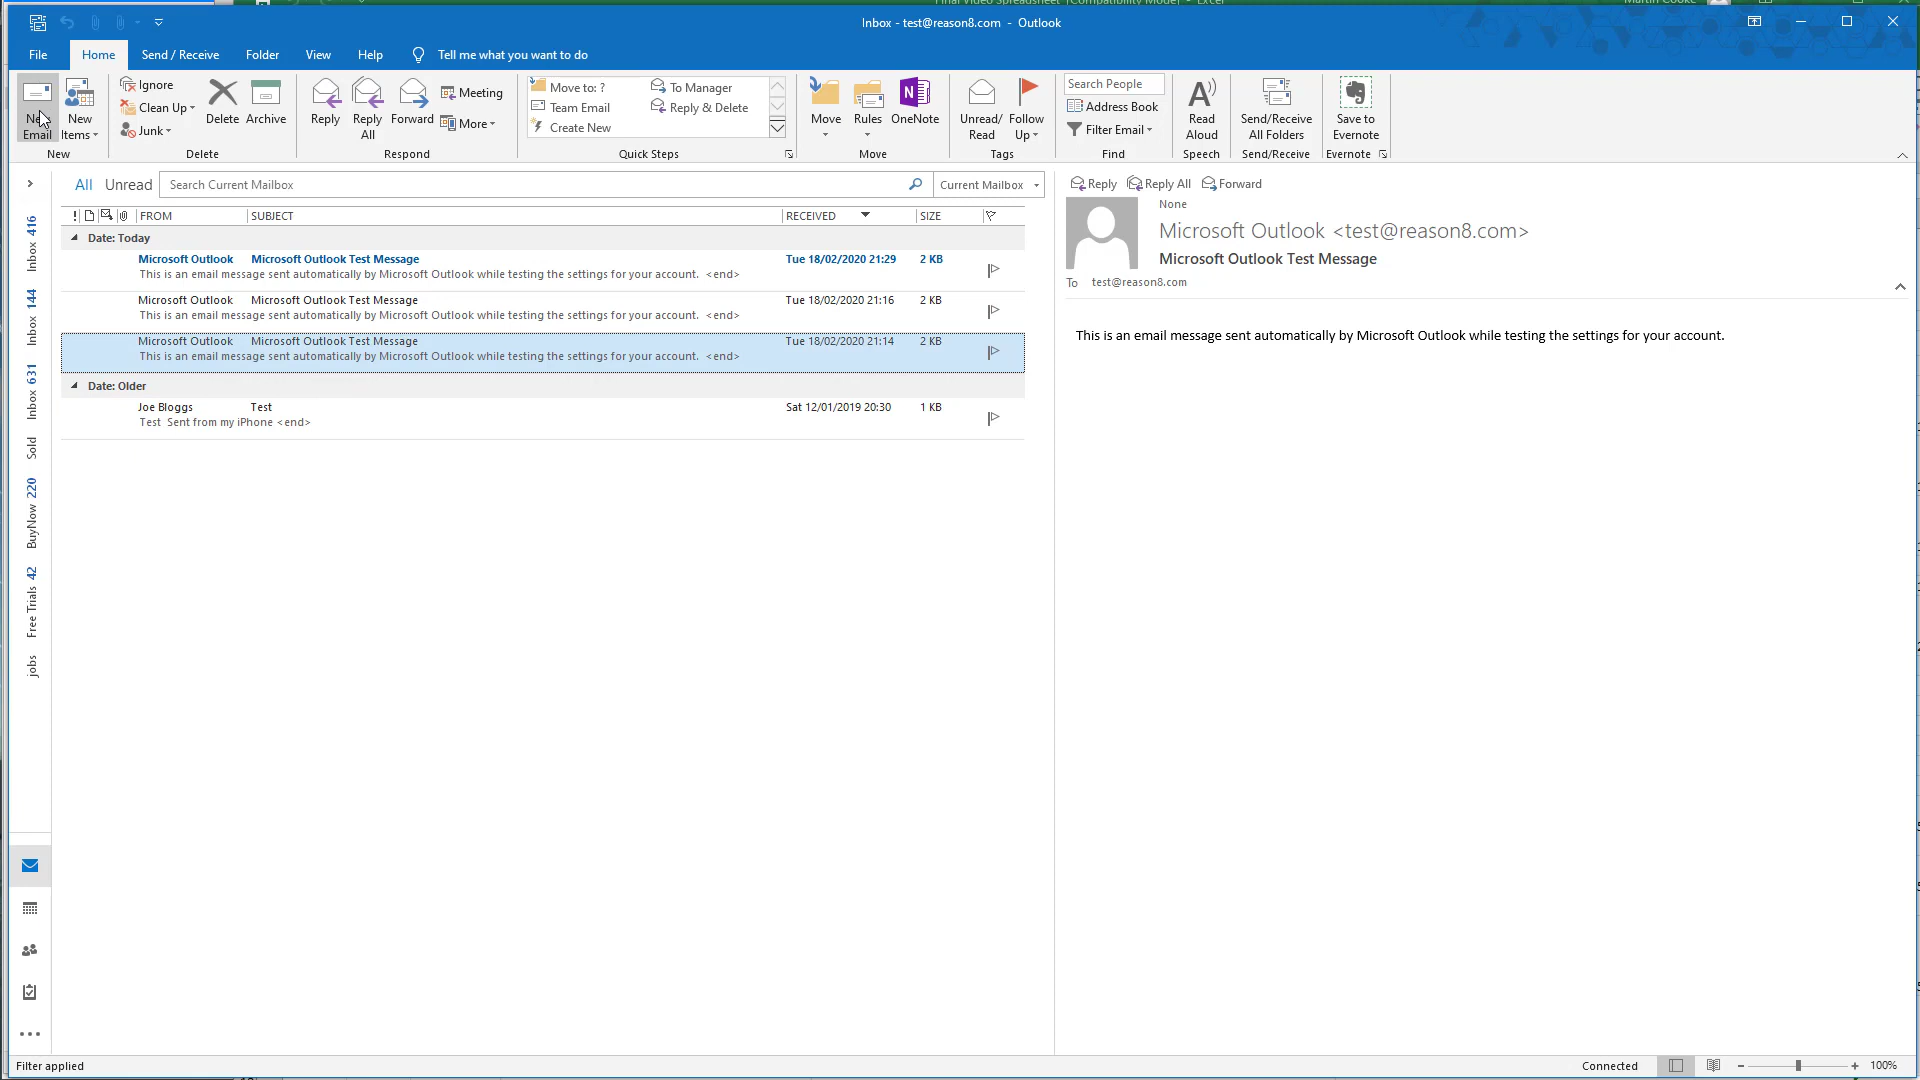 Inbox - test@reason8.com - Outlook
File Home Send / Receive Folder View Help Tell me what you want to do
New Email
New Items
New
Ignore
Clean Up
Junk
Delete
Archive
Delete
Reply
Reply All
Forward
Meeting
More
Respond
Move to: ?
Team Email
Create New
To Manager
Reply & Delete
Quick Steps
Move
Rules
OneNote
Move
Unread/ Read
Follow Up
Tags
Search People
Address Book
Filter Email
Find
Read Aloud
Speech
Send/Receive All Folders
Send/Receive
Save to Evernote
Evernote
All Unread Search Current Mailbox Current Mailbox
FROM SUBJECT RECEIVED SIZE
Date: Today
Microsoft Outlook Microsoft Outlook Test Message Tue 18/02/2020 21:29 2 KB
This is an email message sent automatically by Microsoft Outlook while testing the settings for your account. <end>
Microsoft Outlook Microsoft Outlook Test Message Tue 18/02/2020 21:16 2 KB
This is an email message sent automatically by Microsoft Outlook while testing the settings for your account. <end>
Microsoft Outlook Microsoft Outlook Test Message Tue 18/02/2020 21:14 2 KB
This is an email message sent automatically by Microsoft Outlook while testing the settings for your account. <end>
Date: Older
Joe Bloggs Test Sat 12/01/2019 20:30 1 KB
Test Sent from my iPhone <end>
Inbox 416
Inbox 144
Inbox 631
Sold
BuyNow 220
Free Trials 42
jobs
Reply Reply All Forward
None
Microsoft Outlook <test@reason8.com>
Microsoft Outlook Test Message
To test@reason8.com
This is an email message sent automatically by Microsoft Outlook while testing the settings for your account.
Filter applied
Connected
100%